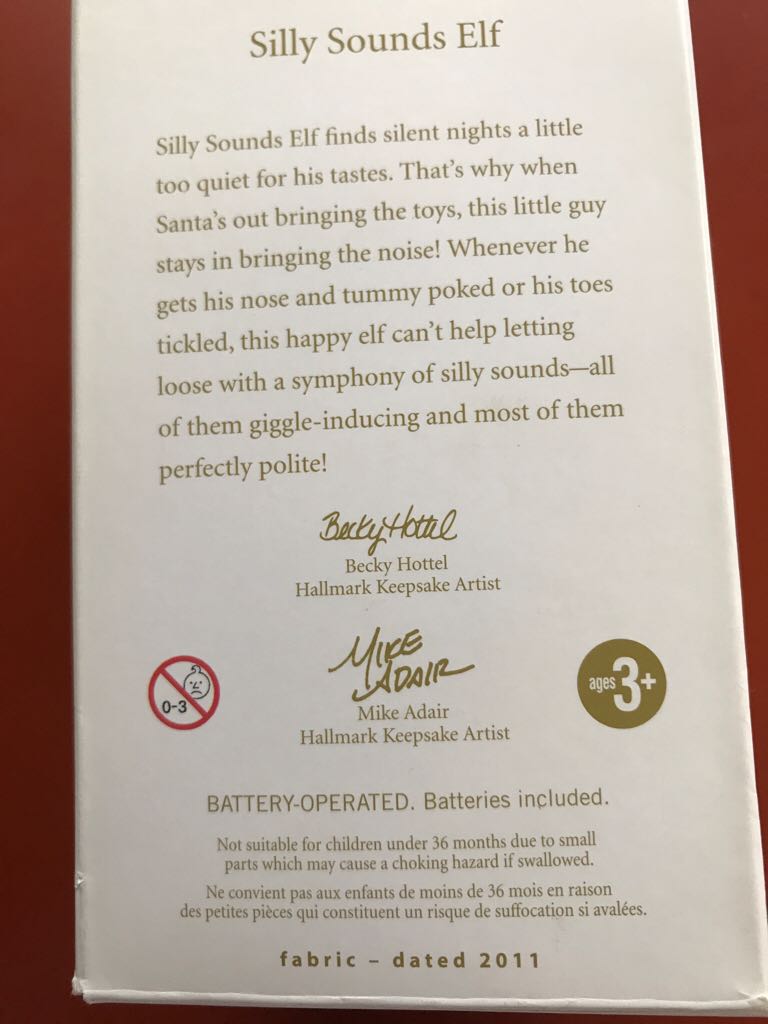 Silly Sounds Elf
Silly Sounds Elf finds silent nights a little
too quiet for his tastes. That's why when
Santa's out bringing the toys, this little guy
stays in bringing the noise! Whenever he
gets his nose and tummy poked or his toes
tickled, this happy elf can't help letting
loose with a symphony of silly sounds—all
of them giggle-inducing and most of them
perfectly polite!
Becky Hottel
Becky Hottel
Hallmark Keepsake Artist
MIKE
ADAIR
Mike Adair
Hallmark Keepsake Artist
0-3
ages 3+
BATTERY-OPERATED. Batteries included.
Not suitable for children under 36 months due to small
parts which may cause a choking hazard if swallowed.
Ne convient pas aux enfants de moins de 36 mois en raison
des petites pièces qui constituent un risque de suffocation si avalées.
fabric – dated 2011